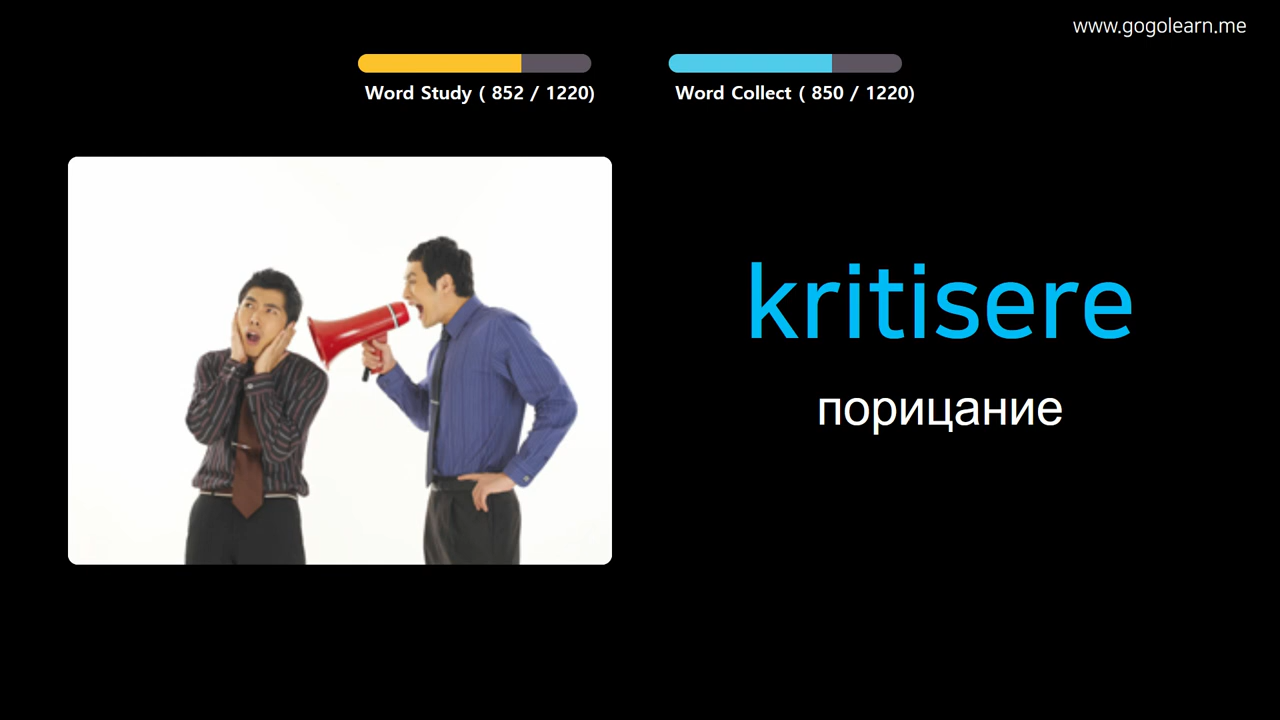 www.gogolearn.me
Word Study ( 852 / 1220)
Word Collect ( 850 / 1220)
kritisere
порицание